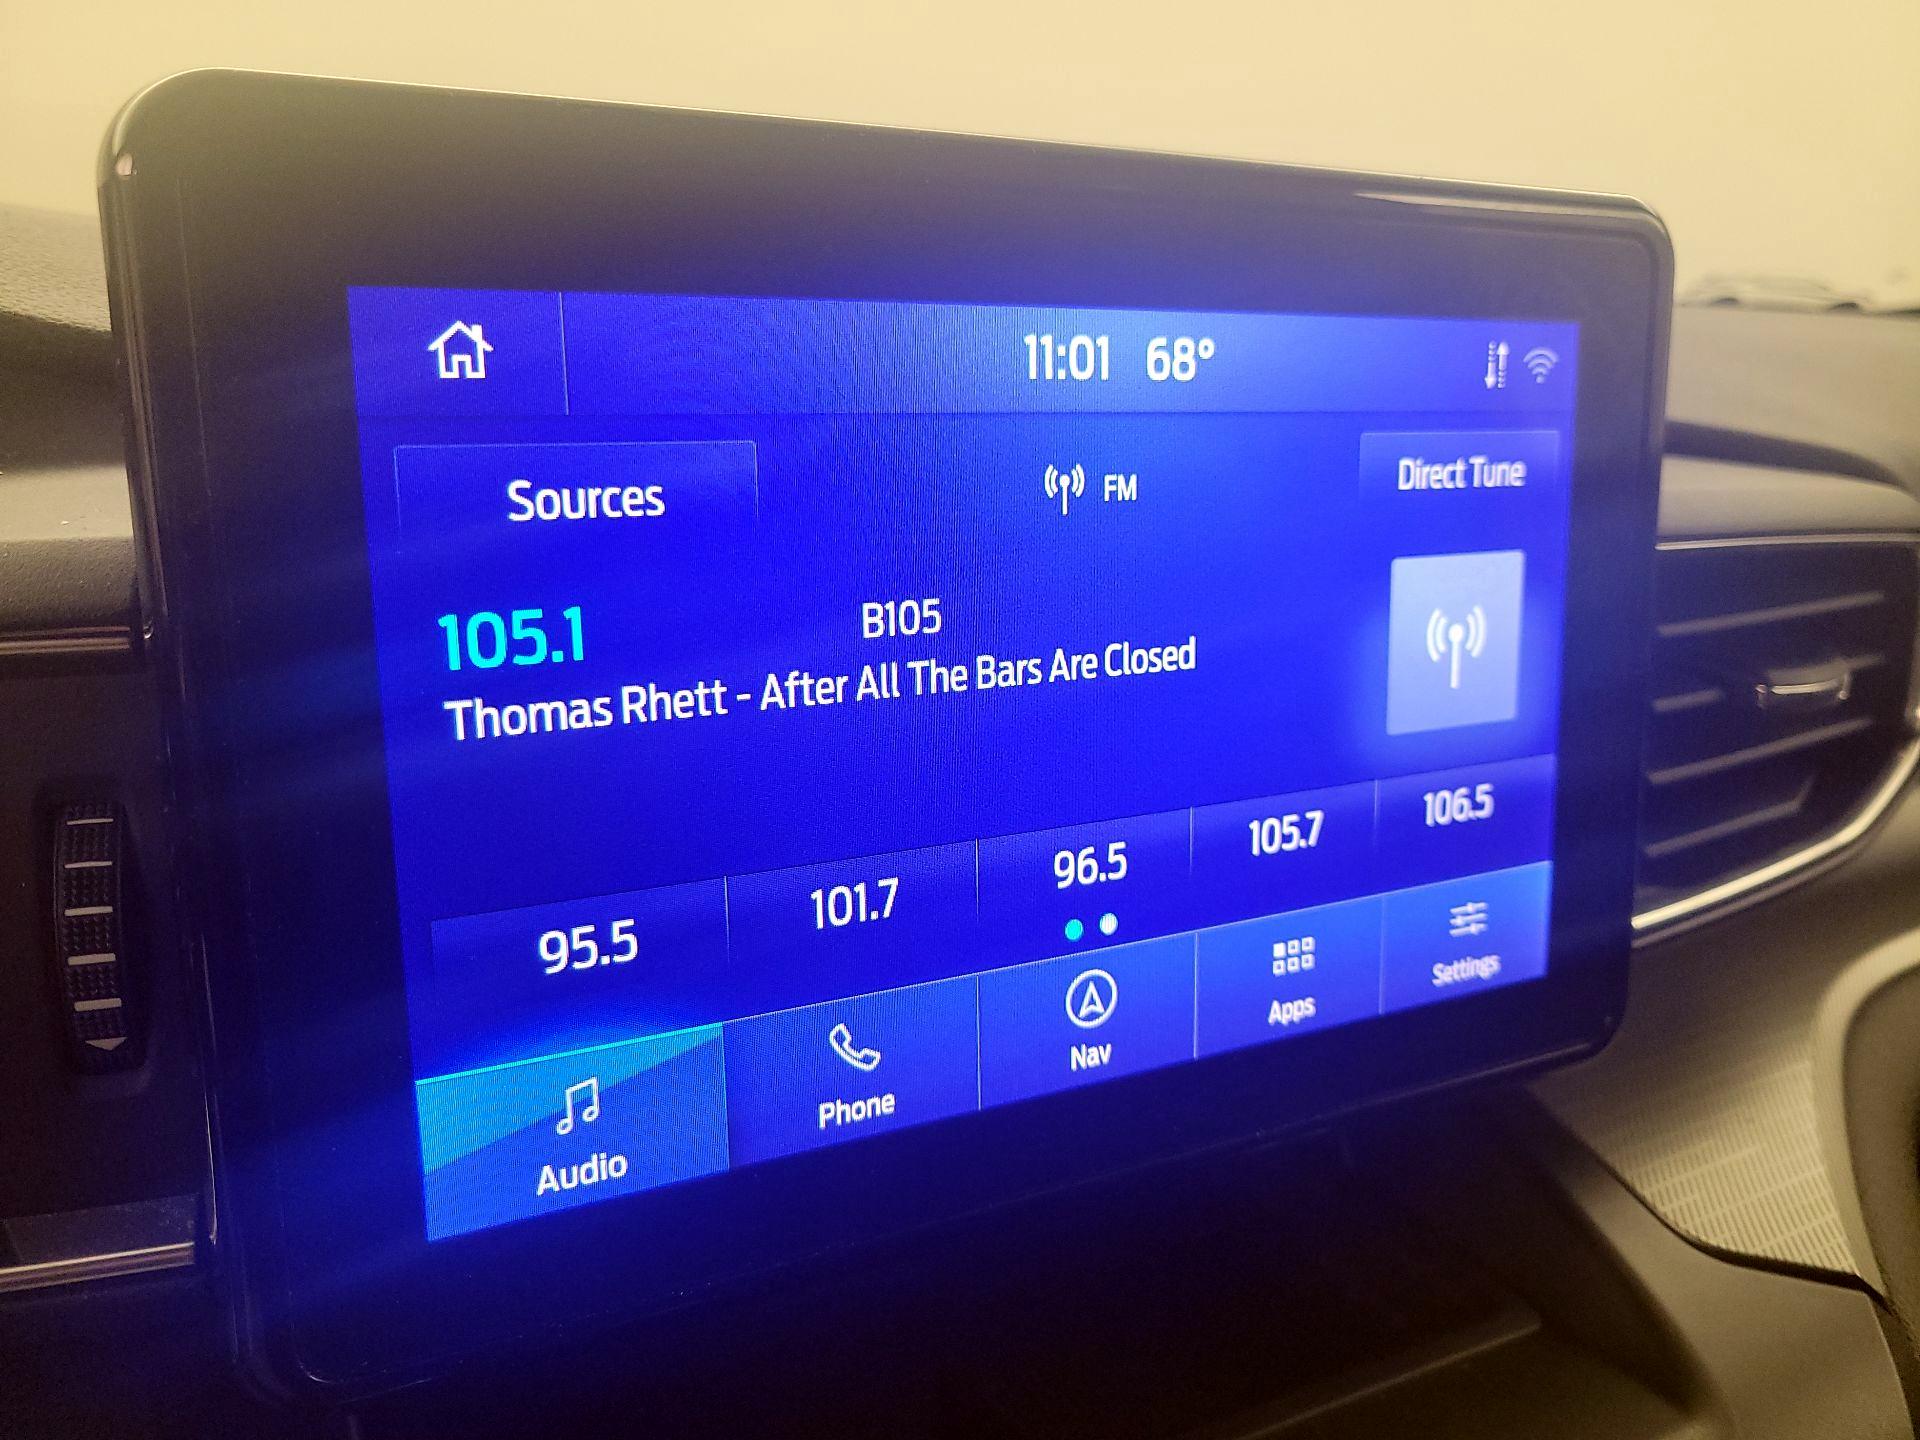 11:01 68°
Sources
FM
Direct Tune
105.1
B105
Thomas Rhett - After All The Bars Are Closed
95.5
101.7
96.5
105.7
106.5
Audio
Phone
Nav
Apps
Settings